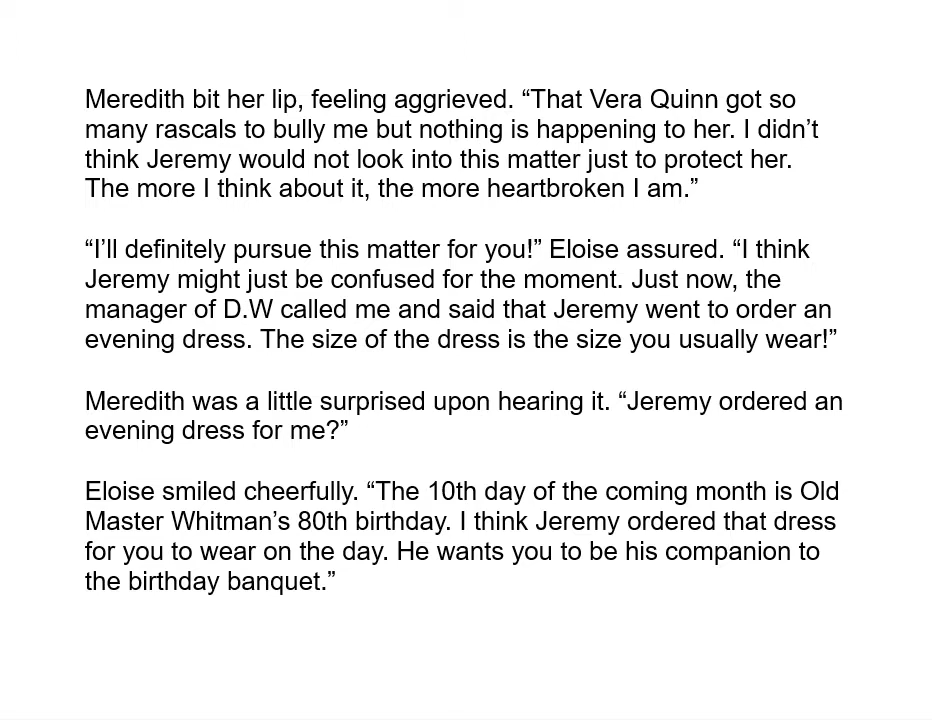 Meredith bit her lip, feeling aggrieved. “That Vera Quinn got so
many rascals to bully me but nothing is happening to her. I didn’t
think Jeremy would not look into this matter just to protect her.
The more I think about it, the more heartbroken I am.”
“I’ll definitely pursue this matter for you!” Eloise assured. “I think
Jeremy might just be confused for the moment. Just now, the
manager of D.W called me and said that Jeremy went to order an
evening dress. The size of the dress is the size you usually wear!”
Meredith was a little surprised upon hearing it. “Jeremy ordered an
evening dress for me?”
Eloise smiled cheerfully. “The 10th day of the coming month is Old
Master Whitman’s 80th birthday. I think Jeremy ordered that dress
for you to wear on the day. He wants you to be his companion to
the birthday banquet.”